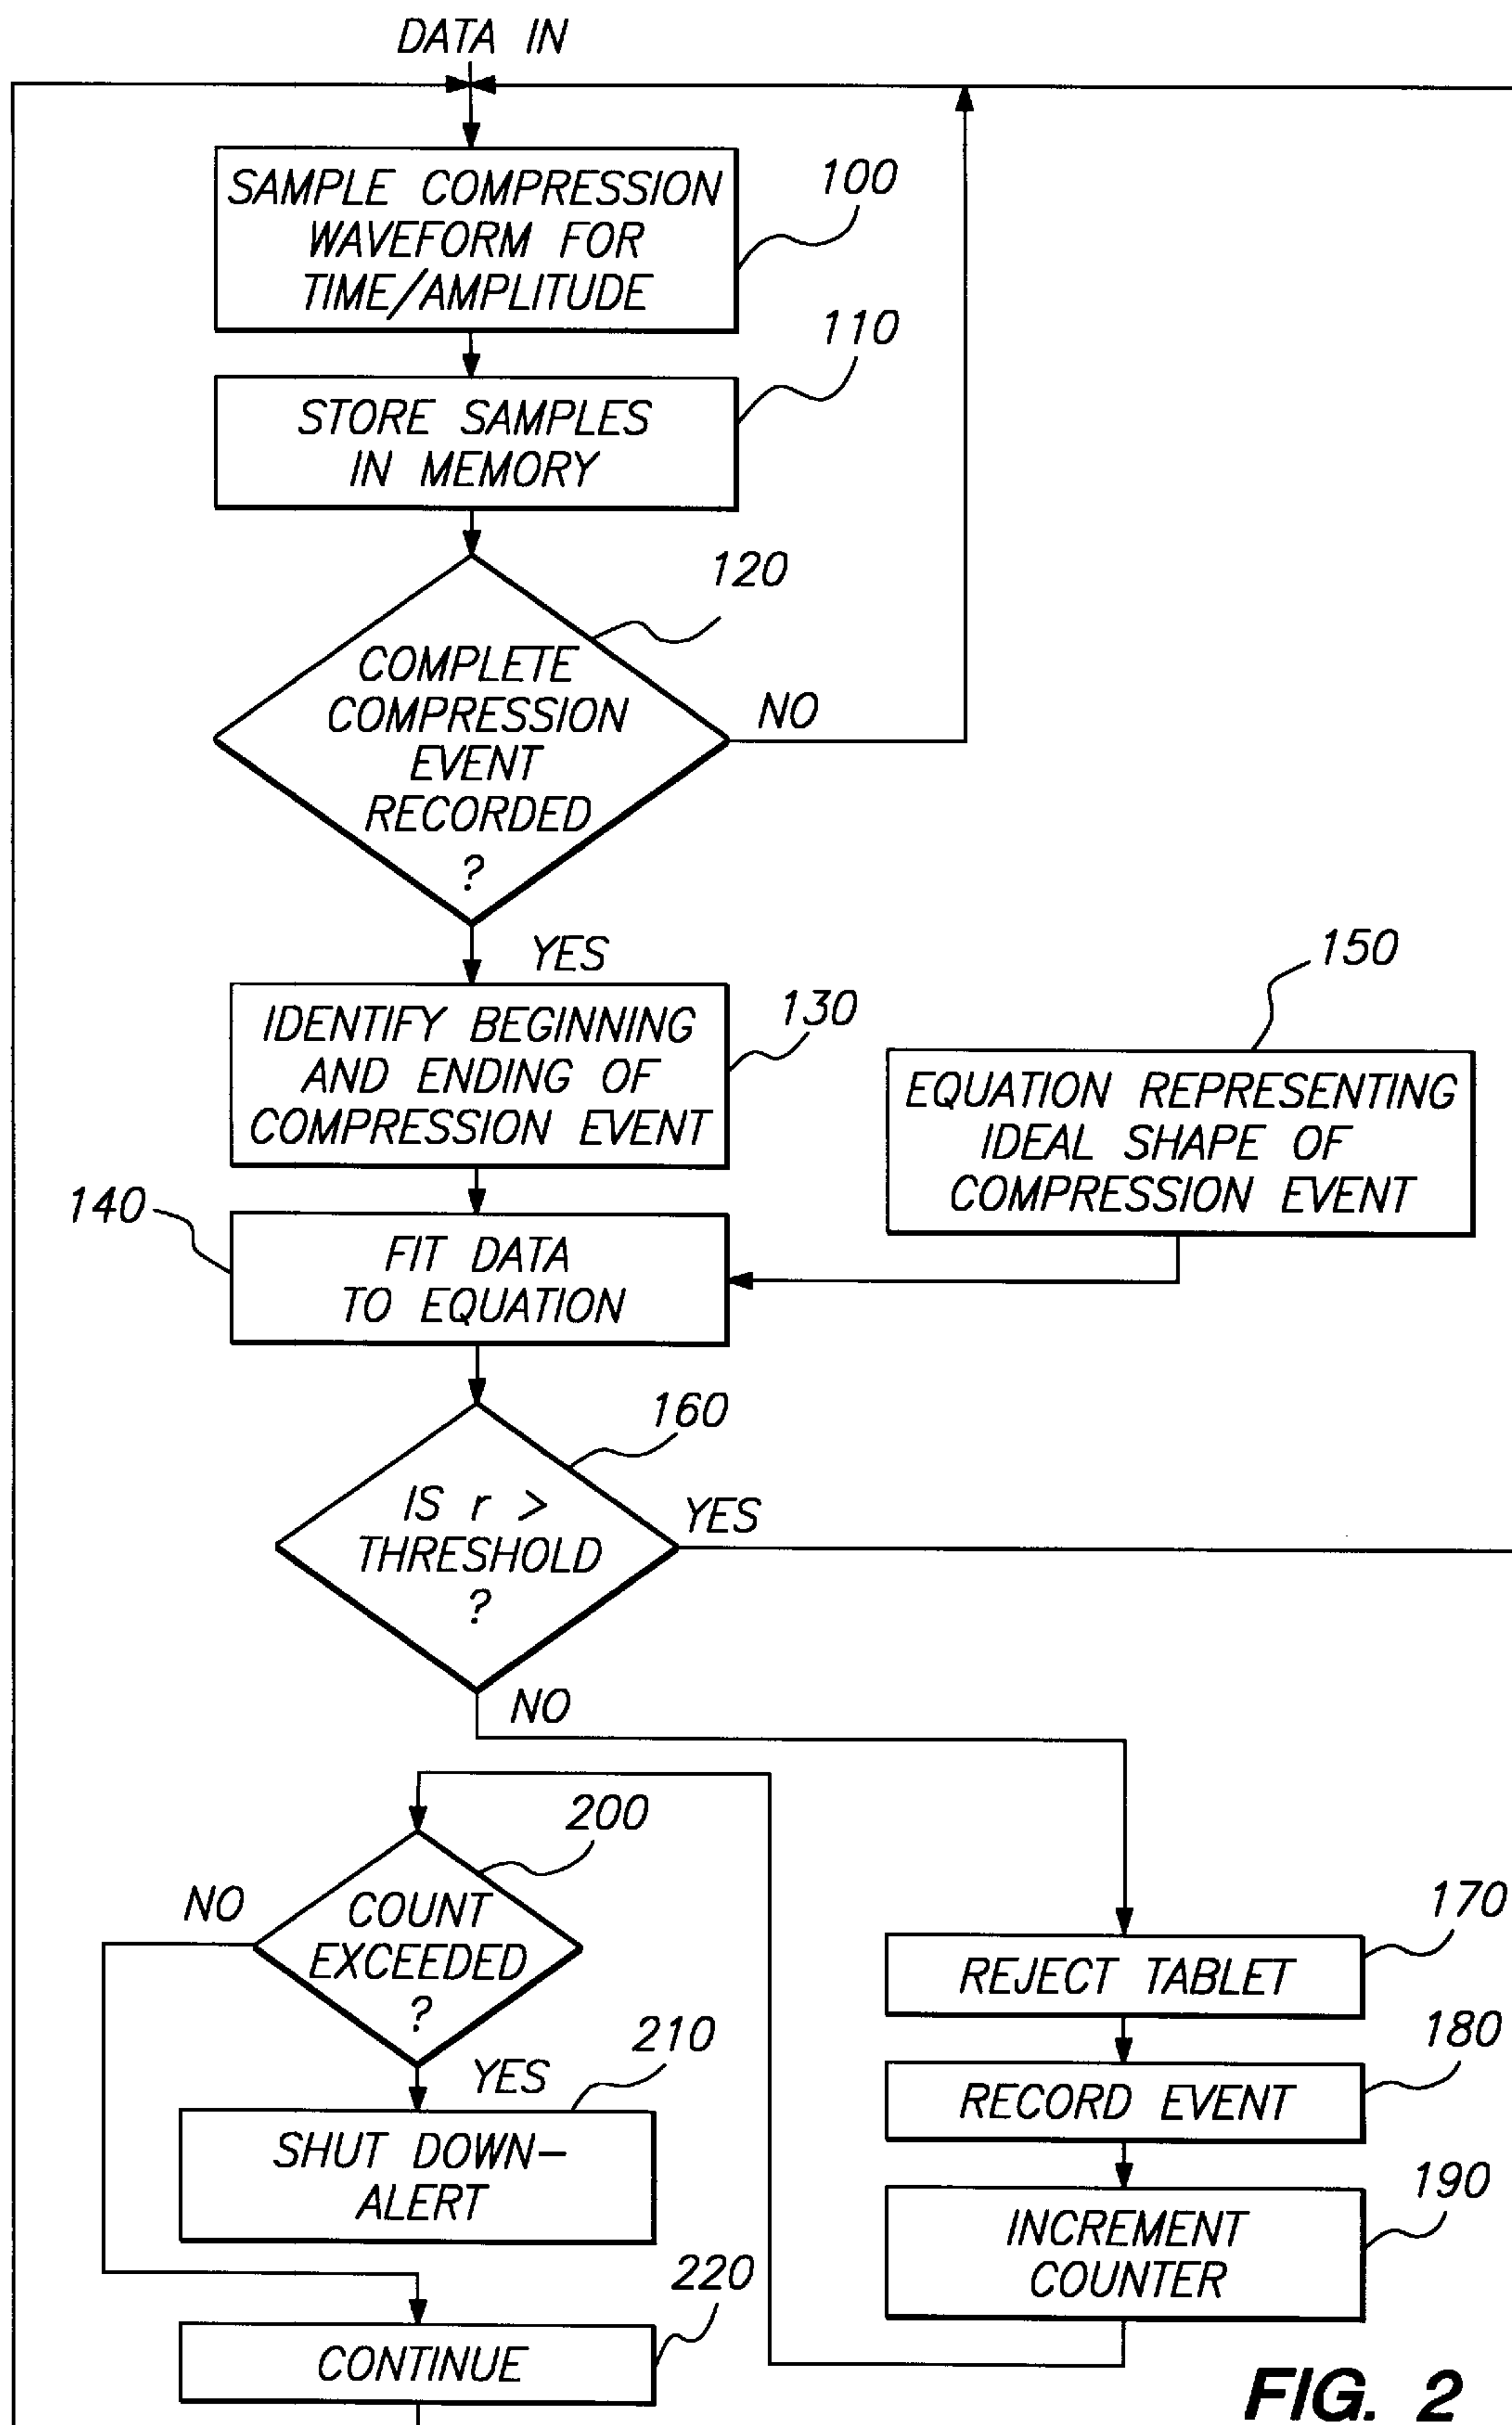 DATA IN
SAMPLE COMPRESSION
WAVEFORM FOR
TIME/AMPLITUDE
100
STORE SAMPLES
IN MEMORY
110
COMPLETE
COMPRESSION
EVENT
RECORDED
?
120
NO
YES
IDENTIFY BEGINNING
AND ENDING OF
COMPRESSION EVENT
130
EQUATION REPRESENTING
IDEAL SHAPE OF
COMPRESSION EVENT
150
140
FIT DATA
TO EQUATION
IS r >
THRESHOLD
?
160
YES
NO
REJECT TABLET
170
RECORD EVENT
180
INCREMENT
COUNTER
190
COUNT
EXCEEDED
?
200
NO
YES
SHUT DOWN-
ALERT
210
CONTINUE
220
FIG. 2